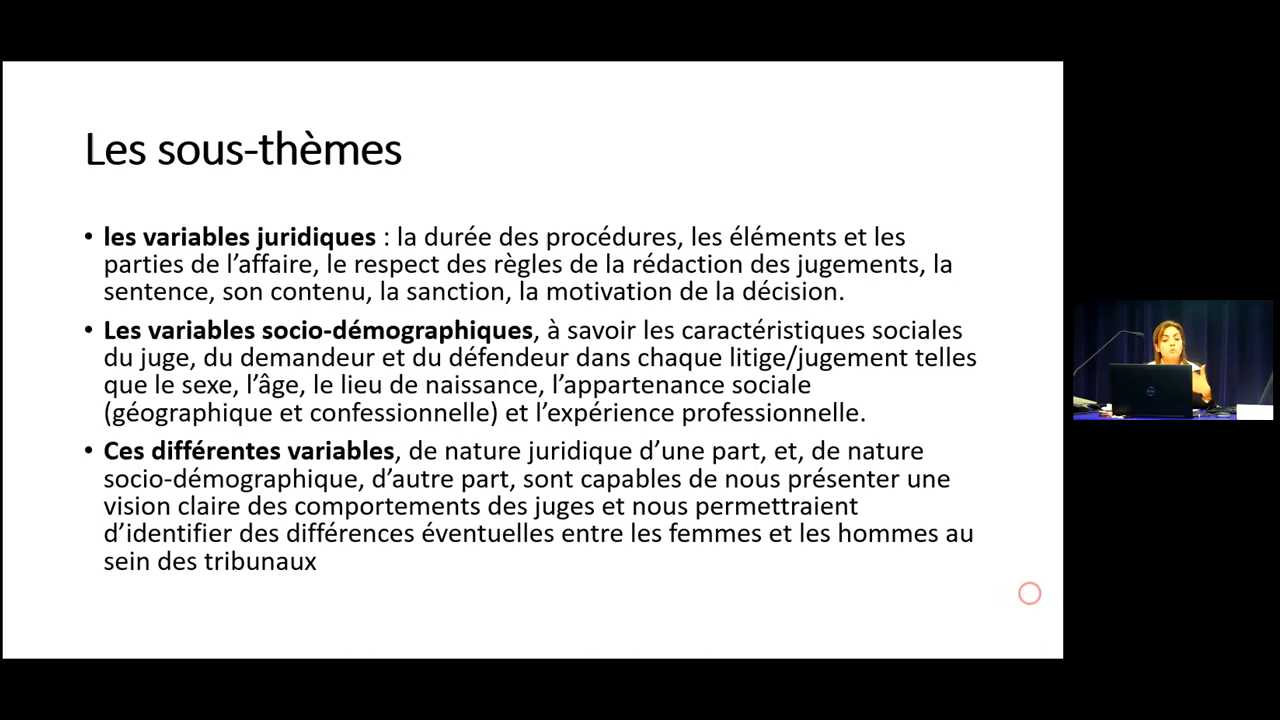 Les sous-thèmes
• les variables juridiques : la durée des procédures, les éléments et les
parties de l’affaire, le respect des règles de la rédaction des jugements, la
sentence, son contenu, la sanction, la motivation de la décision.
• Les variables socio-démographiques, à savoir les caractéristiques sociales
du juge, du demandeur et du défendeur dans chaque litige/jugement telles
que le sexe, l’âge, le lieu de naissance, l’appartenance sociale
(géographique et confessionnelle) et l’expérience professionnelle.
• Ces différentes variables, de nature juridique d’une part, et, de nature
socio-démographique, d’autre part, sont capables de nous présenter une
vision claire des comportements des juges et nous permettraient
d’identifier des différences éventuelles entre les femmes et les hommes au
sein des tribunaux